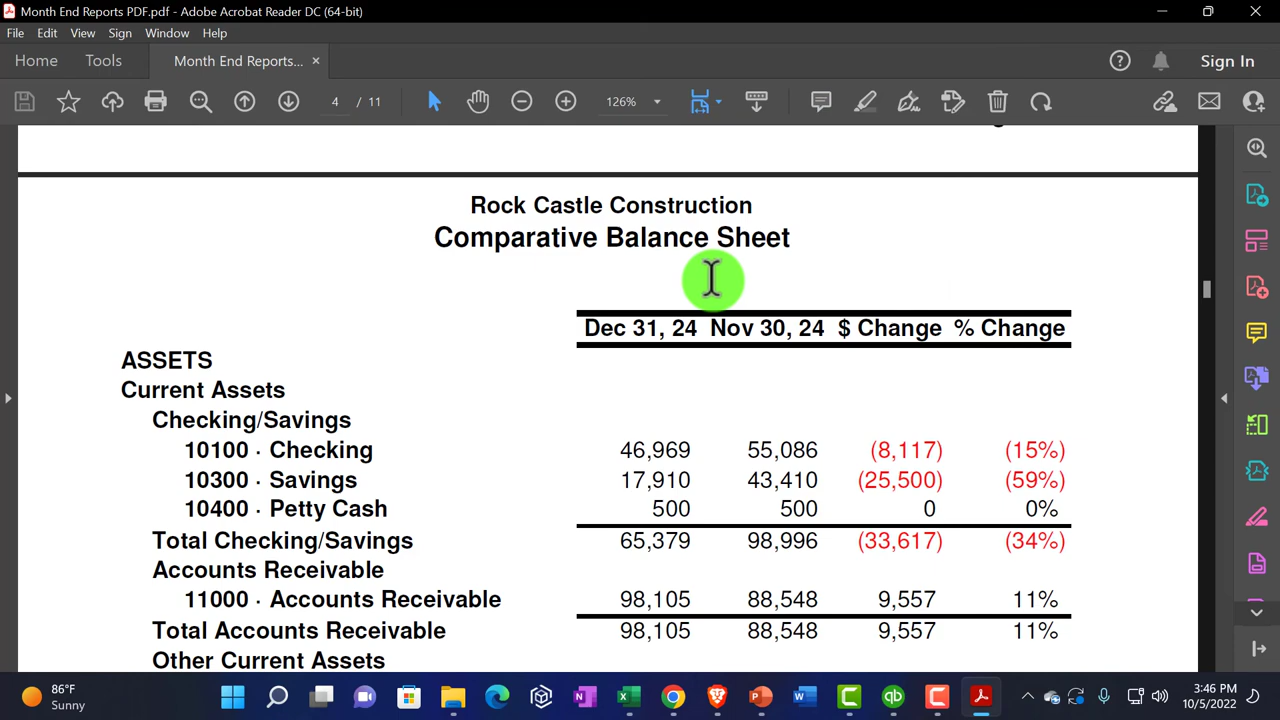 Month End Reports PDF.pdf - Adobe Acrobat Reader DC (64-bit)
File Edit View Sign Window Help
Home Tools Month End Reports... × Sign In
4 / 11 126%
Rock Castle Construction
Comparative Balance Sheet
Dec 31, 24 Nov 30, 24 $ Change % Change
ASSETS
Current Assets
Checking/Savings
10100 · Checking 46,969 55,086 (8,117) (15%)
10300 · Savings 17,910 43,410 (25,500) (59%)
10400 · Petty Cash 500 500 0 0%
Total Checking/Savings 65,379 98,996 (33,617) (34%)
Accounts Receivable
11000 · Accounts Receivable 98,105 88,548 9,557 11%
Total Accounts Receivable 98,105 88,548 9,557 11%
Other Current Assets
86°F
Sunny
3:46 PM
10/5/2022